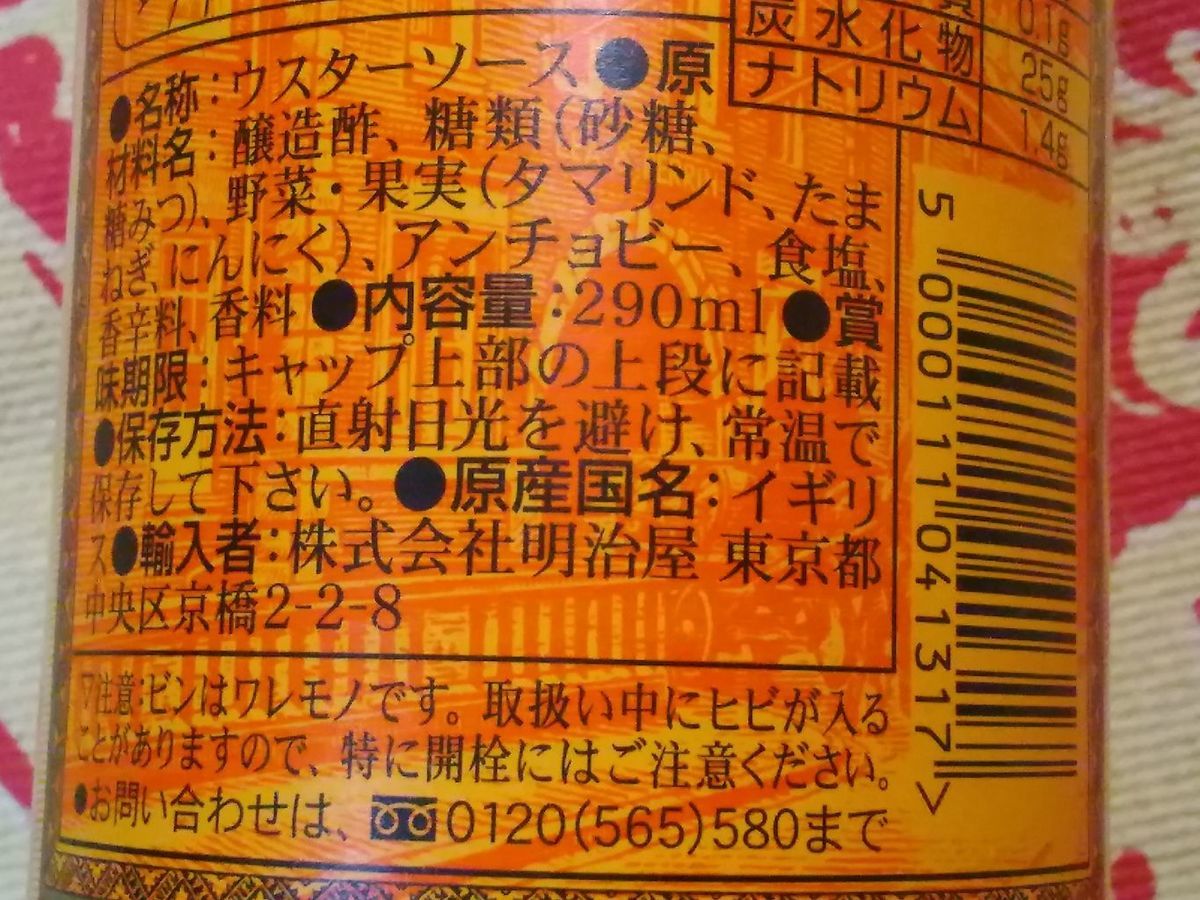 炭水化物 25g
0.1g
ナトリウム 1.4g
●名称:ウスターソース●原
材料名:醸造酢、糖類(砂糖、
糖みつ)、野菜・果実(タマリンド、たま
ねぎ、にんにく)、アンチョビー、食塩、
香辛料、香料●内容量:290ml●賞
味期限:キャップ上部の上段に記載
●保存方法:直射日光を避け、常温で
保存して下さい。●原産国名:イギリ
ス●輸入者:株式会社明治屋 東京都
中央区京橋2-2-8
▽注意:ビンはワレモノです。取扱い中にヒビが入る
ことがありますので、特に開栓にはご注意ください。
●お問い合わせは、0120(565)580まで
5 000111 041317 >